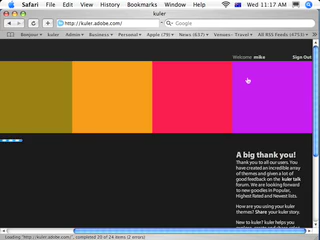 Safari File Edit View History Bookmarks Window Help Wed 11:17 AM
kuler
http://kuler.adobe.com/ Google
Bonjour kuler Admin Business Personal Apple (79) News (637) Venues - Travel All RSS Feeds (3753)
Welcome mike Sign Out
A big thank you!
Thank you to all our users. You
have created an incredible array
of themes and given a lot of
good feedback on the kuler talk
forum. We are looking forward
to new goodies in Popular,
Highest Rated and Newest lists.
How are you using your kuler
themes? Share your kuler story.
New to kuler? kuler helps you
Loading "http://kuler.adobe.com/", completed 20 of 24 items (2 errors)